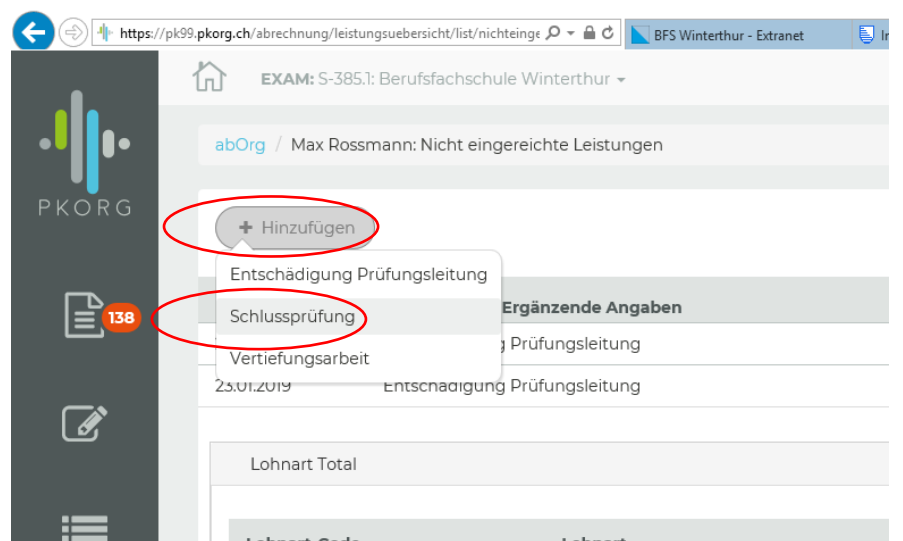 https://pk99.pkorg.ch/abrechnung/leistungsuebersicht/list/nichteinge
BFS Winterthur - Extranet
EXAM: S-385.1: Berufsfachschule Winterthur
abOrg / Max Rossmann: Nicht eingereichte Leistungen
PKORG
+ Hinzufügen
Entschädigung Prüfungsleitung
138
Schlussprüfung
Ergänzende Angaben
Prüfungsleitung
Vertiefungsarbeit
23.01.2019 Entschädigung Prüfungsleitung
Lohnart Total
Lohnart-Code Lohnart